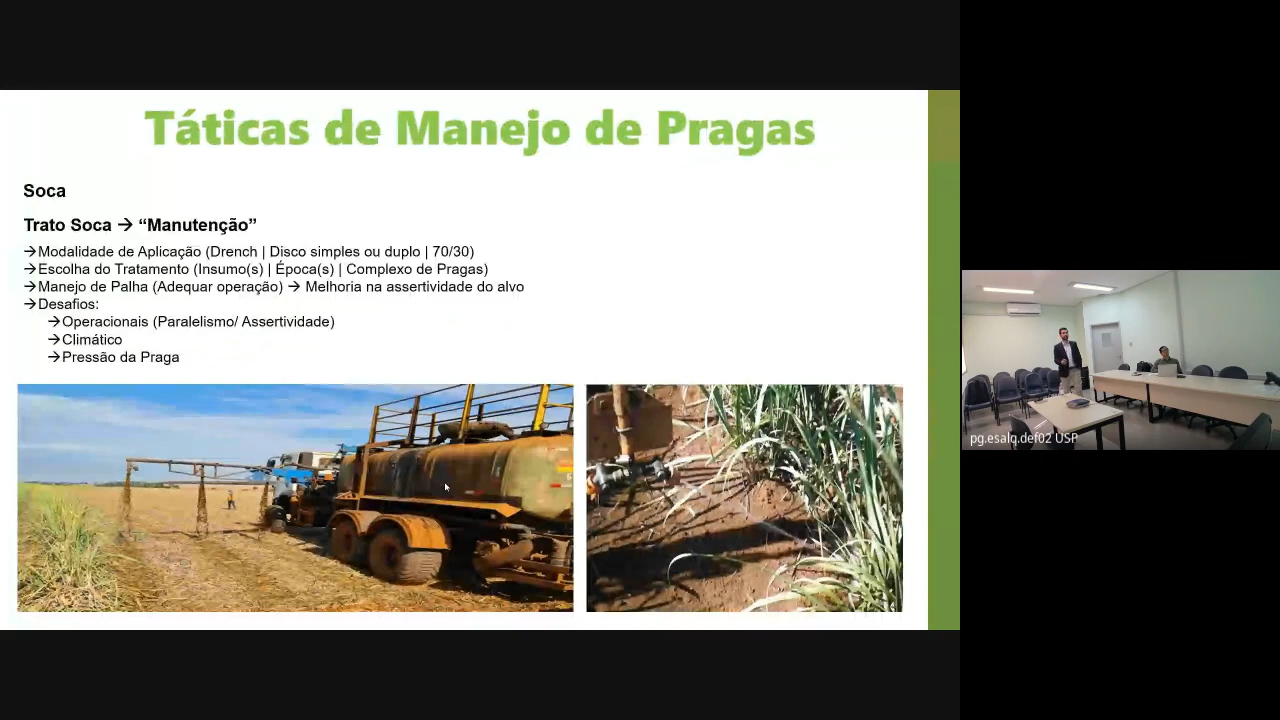 Táticas de Manejo de Pragas
Soca
Trato Soca → “Manutenção”
→Modalidade de Aplicação (Drench | Disco simples ou duplo | 70/30)
→Escolha do Tratamento (Insumo(s) | Época(s) | Complexo de Pragas)
→Manejo de Palha (Adequar operação) → Melhoria na assertividade do alvo
→Desafios:
→Operacionais (Paralelismo/ Assertividade)
→Climático
→Pressão da Praga
pg.esalq.def02 USP